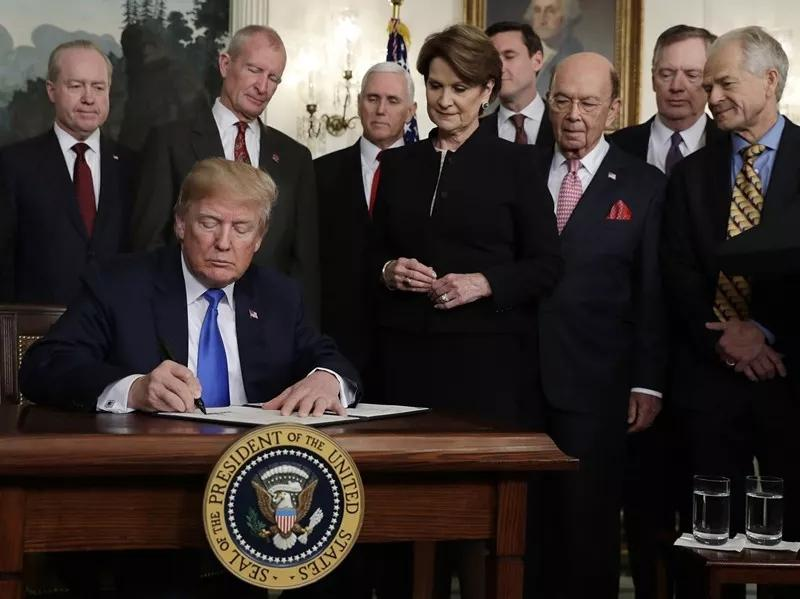 SEAL OF THE PRESIDENT OF THE UNITED STATES